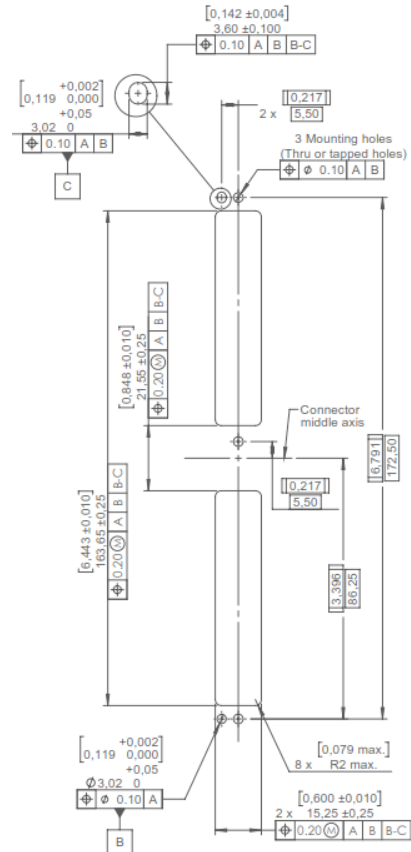 [0,142 ±0,004]
3,60 ±0,100
⌖ 0.10 A B B-C
+0,002
[0,119 0,000]
+0,05
3,02 0
⌖ 0.10 A B
C
[0,217]
2 x 5,50
3 Mounting holes
(Thru or tapped holes)
⌖ ϕ 0.10 A B
[0,848 ±0,010]
21,55 ±0,25
⌖ 0.20 Ⓜ A B B-C
Connector
middle axis
[6,791]
172,50
[0,217]
5,50
[6,443 ±0,010]
163,65 ±0,25
⌖ 0.20 Ⓜ A B B-C
[3,396]
86,25
+0,002
[0,119 0,000]
+0,05
ϕ3,02 0
⌖ ϕ 0.10 A
B
[0,079 max.]
8 x R2 max.
[0,600 ±0,010]
2 x 15,25 ±0,25
⌖ 0.20 Ⓜ A B B-C